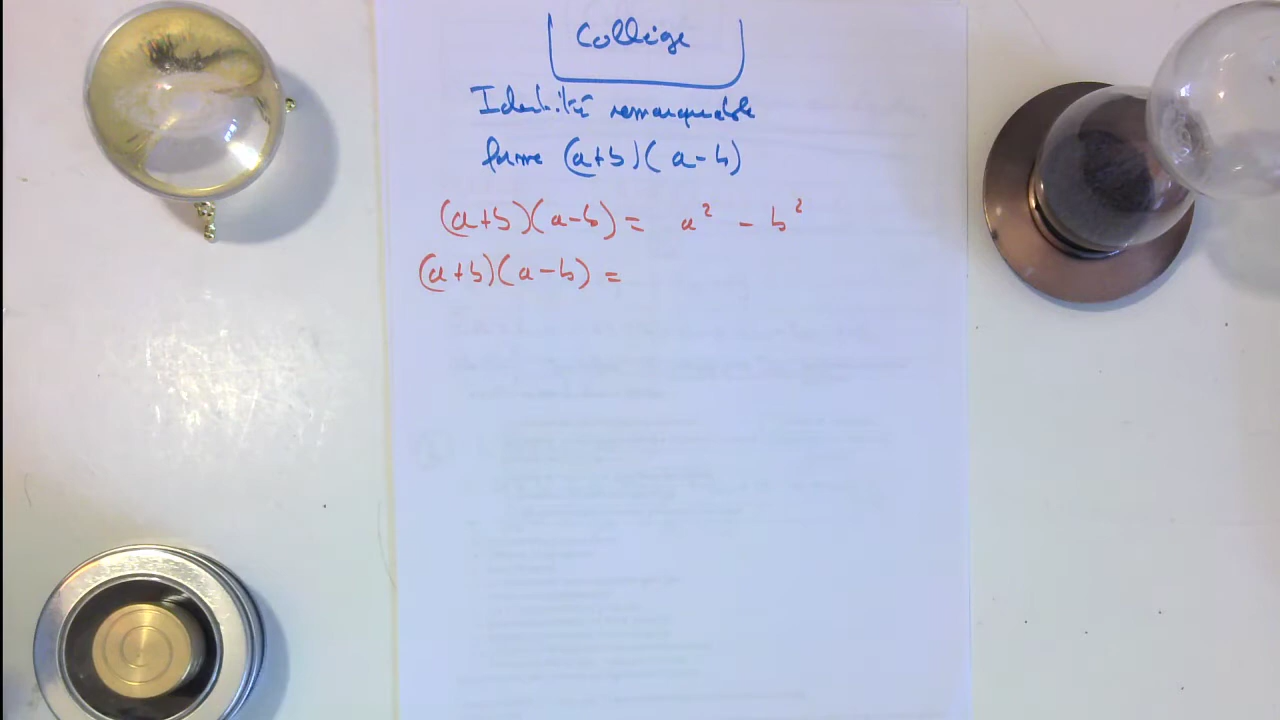 Collège
Identité remarquable
forme (a+b)(a-b)
(a+b)(a-b) = a² - b²
(a+b)(a-b) =